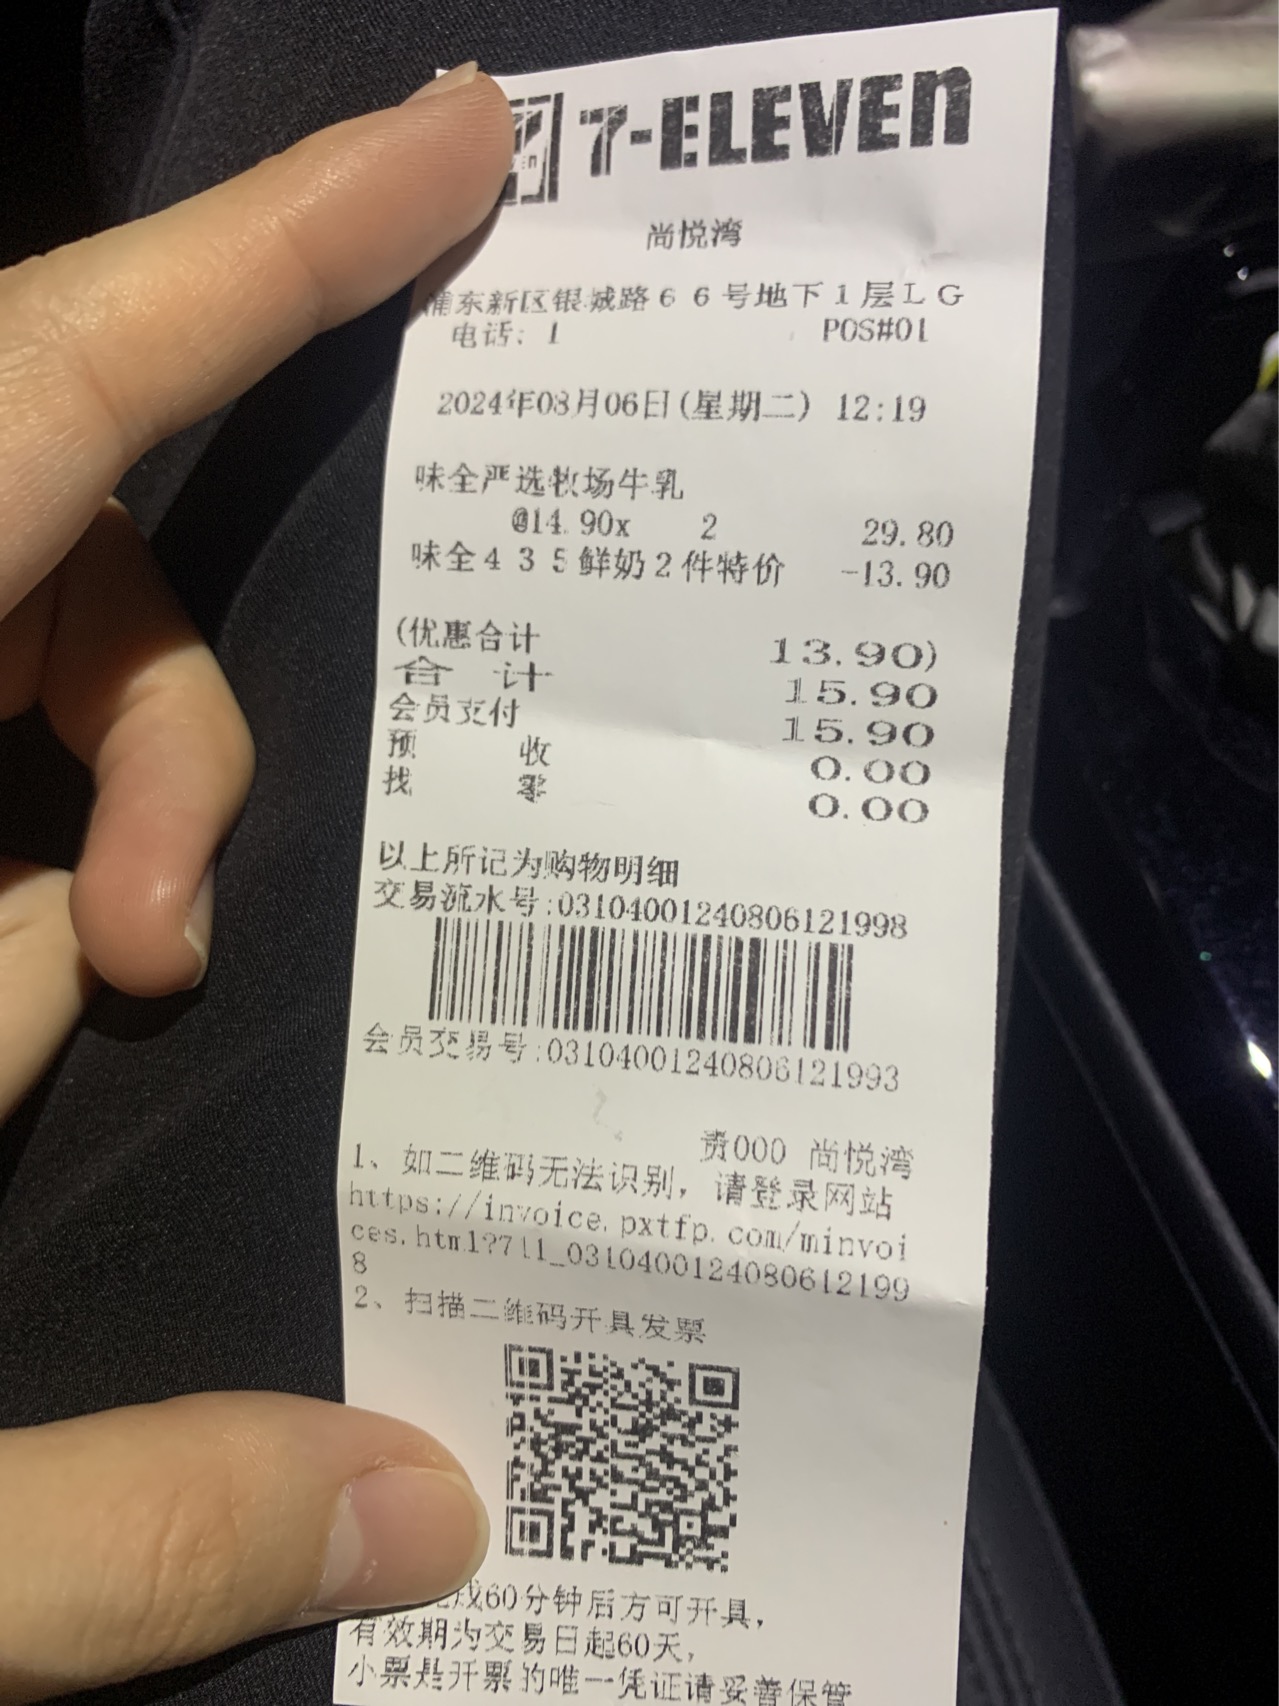 7-ELEVEn
尚悦湾
浦东新区银城路66号地下1层LG
电话: 1 POS#01
2024年08月06日(星期二) 12:19
味全严选牧场牛乳
@14.90x 2 29.80
味全435鲜奶2件特价 -13.90
(优惠合计 13.90)
合 计 15.90
会员支付 15.90
预 收 0.00
找 零 0.00
以上所记为购物明细
交易流水号:03104001240806121998
会员交易号:03104001240806121993
责000 尚悦湾
1、如二维码无法识别，请登录网站
https://invoice.pxtfp.com/minvoi
ces.html?711_0310400124080612199
8
2、扫描二维码开具发票
60分钟后方可开具，
有效期为交易日起60天，
小票是开票的唯一凭证请妥善保管